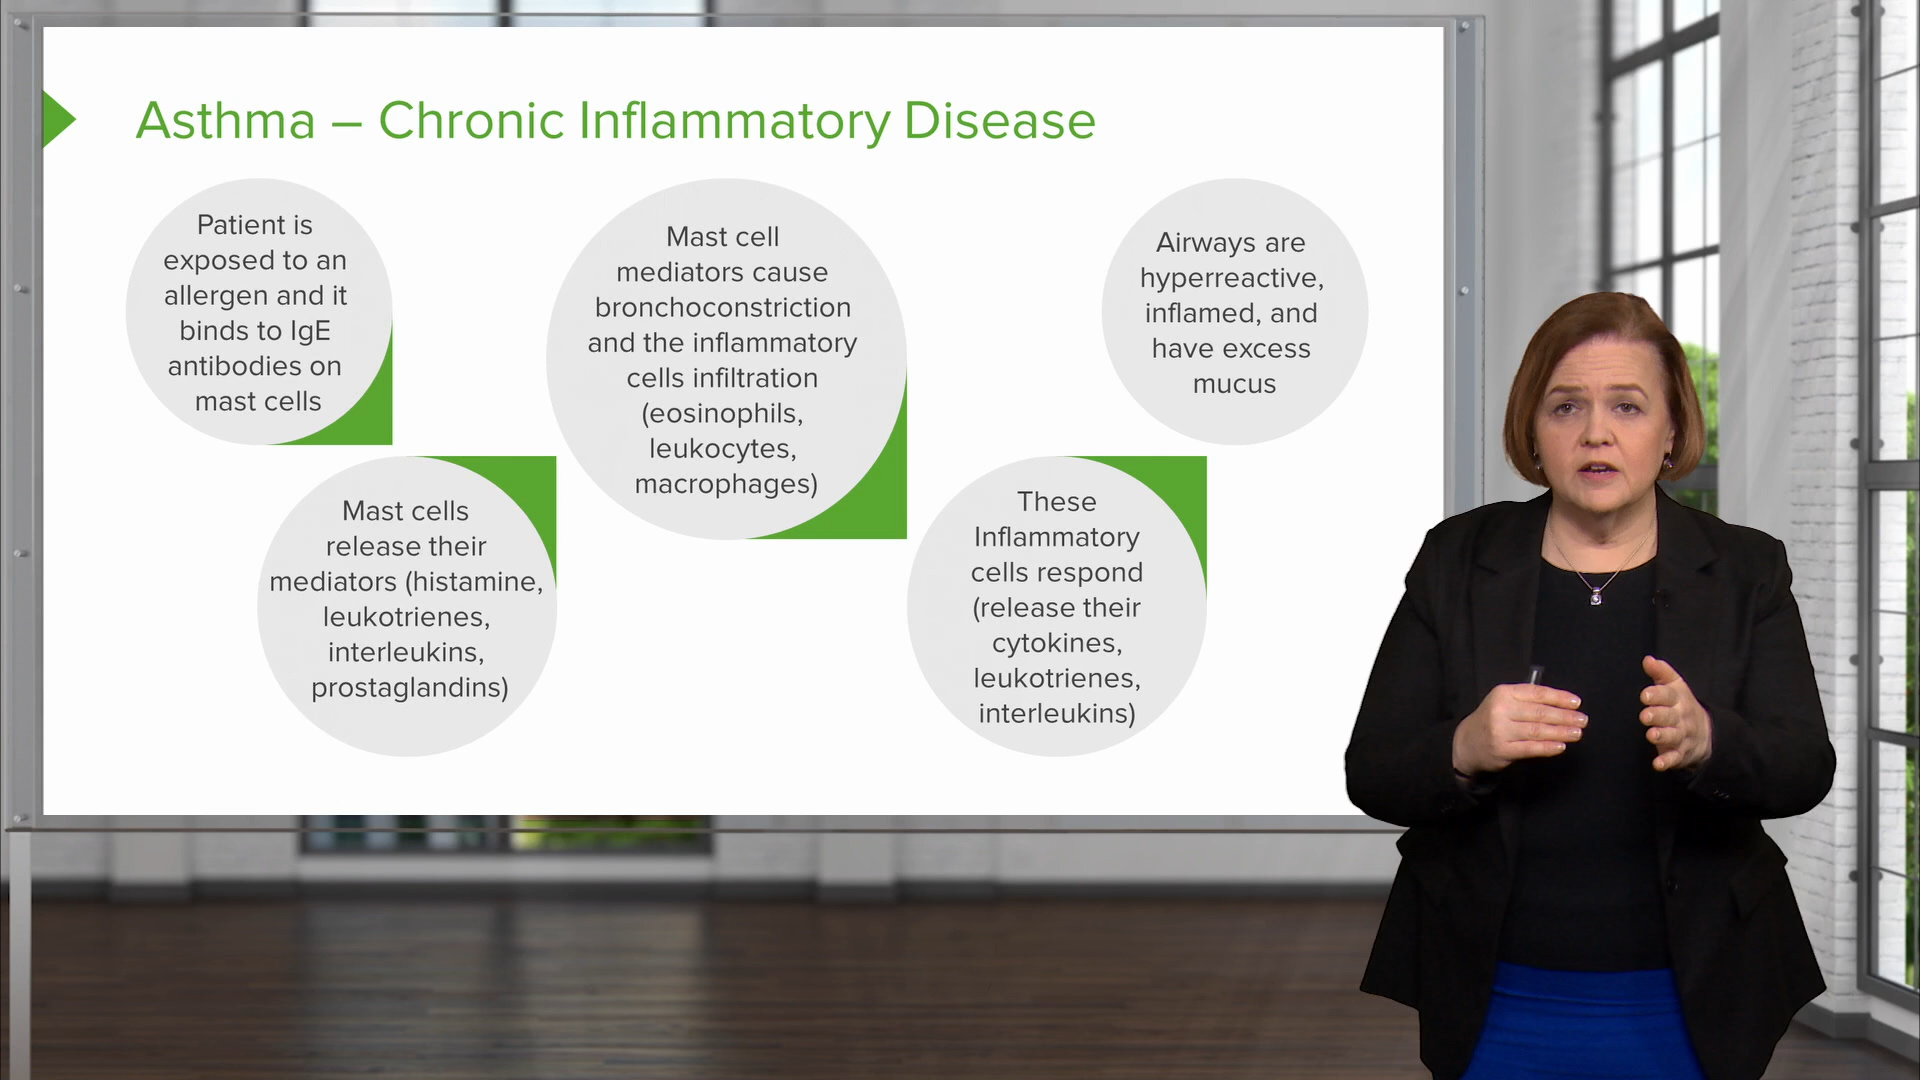 Asthma – Chronic Inflammatory Disease
Patient is
exposed to an
allergen and it
binds to IgE
antibodies on
mast cells
Mast cells
release their
mediators (histamine,
leukotrienes,
interleukins,
prostaglandins)
Mast cell
mediators cause
bronchoconstriction
and the inflammatory
cells infiltration
(eosinophils,
leukocytes,
macrophages)
These
Inflammatory
cells respond
(release their
cytokines,
leukotrienes,
interleukins)
Airways are
hyperreactive,
inflamed, and
have excess
mucus